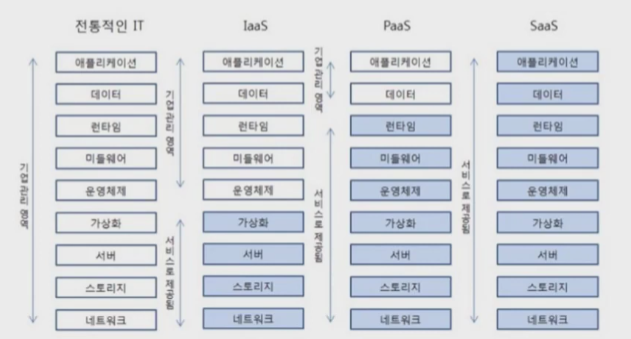 전통적인 IT
IaaS
PaaS
SaaS
기업관리 영역
애플리케이션
데이터
런타임
미들웨어
운영체제
가상화
서버
스토리지
네트워크
기업관리 영역
서비스로 제공됨
애플리케이션
데이터
런타임
미들웨어
운영체제
가상화
서버
스토리지
네트워크
기업관리 영역
서비스로 제공됨
애플리케이션
데이터
런타임
미들웨어
운영체제
가상화
서버
스토리지
네트워크
서비스로 제공됨
애플리케이션
데이터
런타임
미들웨어
운영체제
가상화
서버
스토리지
네트워크